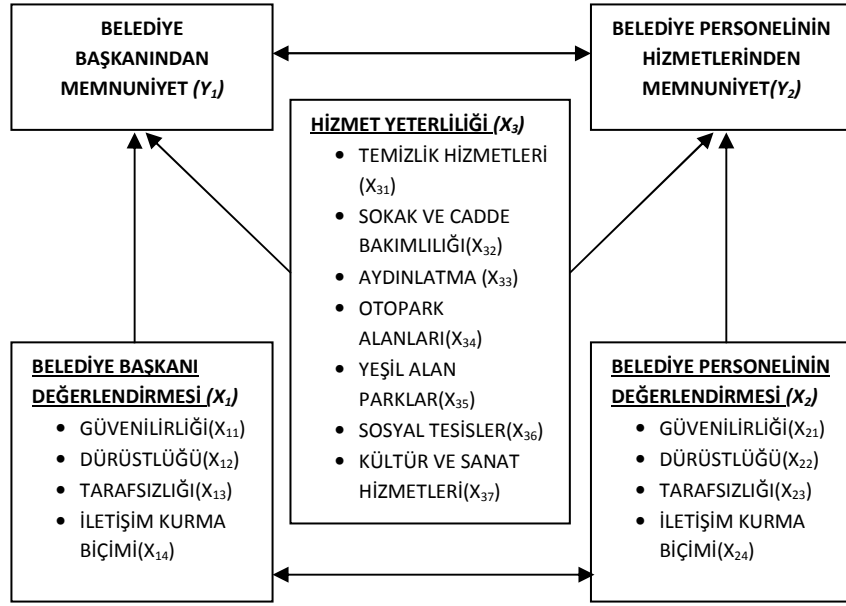 BELEDİYE
BAŞKANINDAN
MEMNUNİYET (Y₁)
BELEDİYE PERSONELİNİN
HİZMETLERİNDEN
MEMNUNİYET(Y₂)
HİZMET YETERLİLİĞİ (X₃)
• TEMİZLİK HİZMETLERİ
(X₃₁)
• SOKAK VE CADDE
BAKIMLILIĞI(X₃₂)
• AYDINLATMA (X₃₃)
• OTOPARK
ALANLARI(X₃₄)
• YEŞİL ALAN
PARKLAR(X₃₅)
• SOSYAL TESİSLER(X₃₆)
• KÜLTÜR VE SANAT
HİZMETLERİ(X₃₇)
BELEDİYE BAŞKANI
DEĞERLENDİRMESİ (X₁)
• GÜVENİLİRLİĞİ(X₁₁)
• DÜRÜSTLÜĞÜ(X₁₂)
• TARAFSIZLIĞI(X₁₃)
• İLETİŞİM KURMA
BİÇİMİ(X₁₄)
BELEDİYE PERSONELİNİN
DEĞERLENDİRMESİ (X₂)
• GÜVENİLİRLİĞİ(X₂₁)
• DÜRÜSTLÜĞÜ(X₂₂)
• TARAFSIZLIĞI(X₂₃)
• İLETİŞİM KURMA
BİÇİMİ(X₂₄)